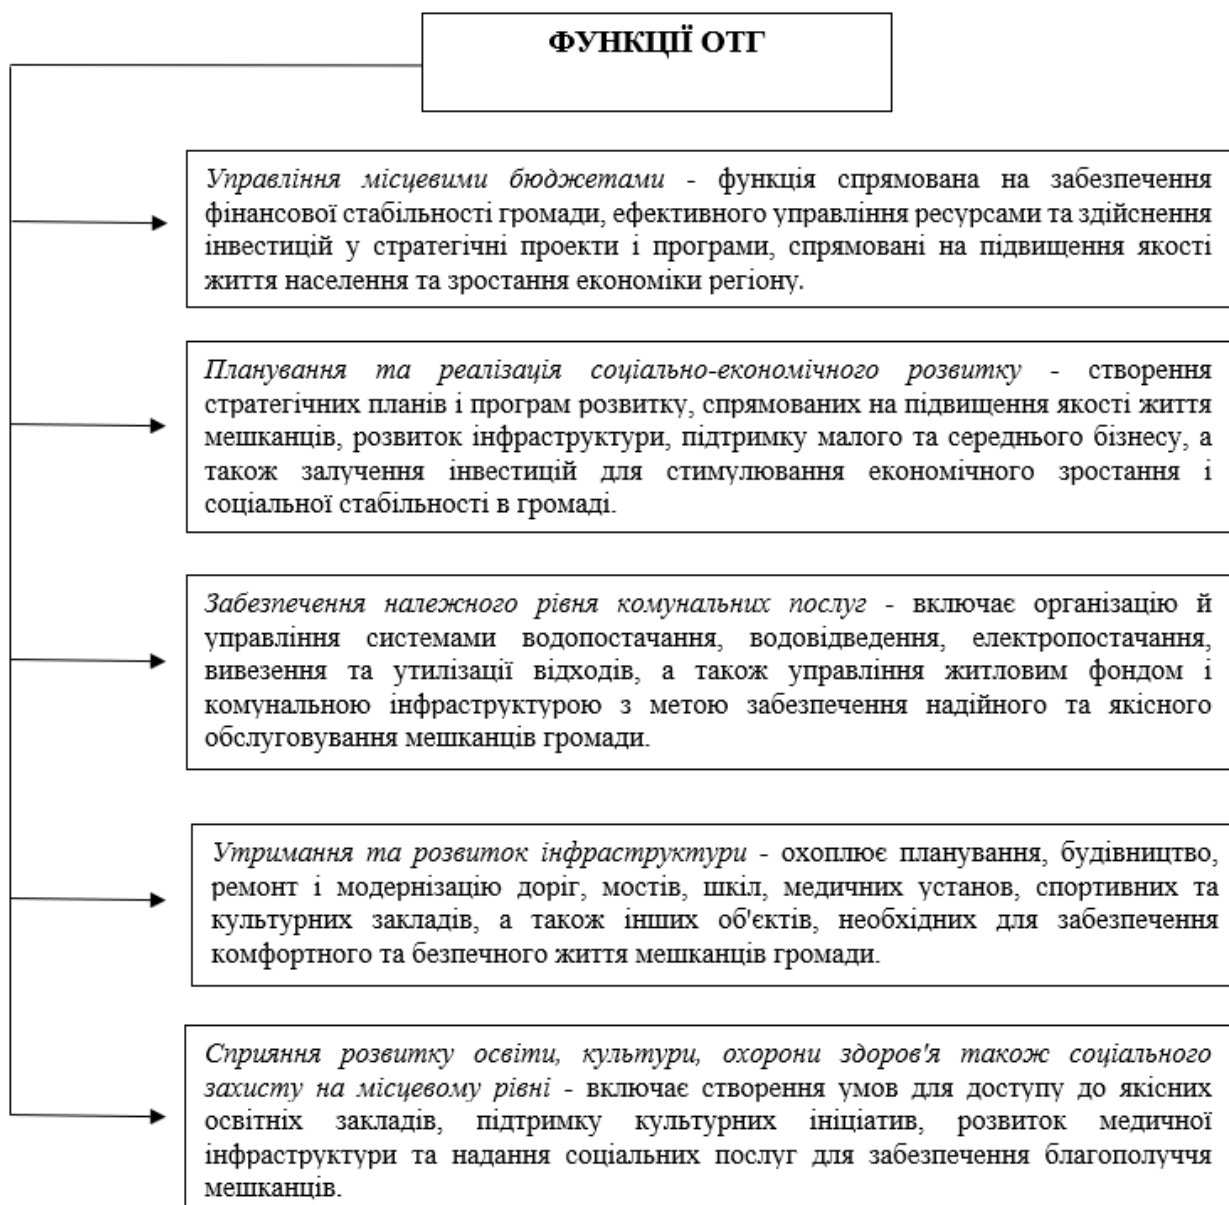 ФУНКЦІЇ ОТГ
Управління місцевими бюджетами - функція спрямована на забезпечення
фінансової стабільності громади, ефективного управління ресурсами та здійснення
інвестицій у стратегічні проекти і програми, спрямовані на підвищення якості
життя населення та зростання економіки регіону.
Планування та реалізація соціально-економічного розвитку - створення
стратегічних планів і програм розвитку, спрямованих на підвищення якості життя
мешканців, розвиток інфраструктури, підтримку малого та середнього бізнесу, а
також залучення інвестицій для стимулювання економічного зростання і
соціальної стабільності в громаді.
Забезпечення належного рівня комунальних послуг - включає організацію й
управління системами водопостачання, водовідведення, електропостачання,
вивезення та утилізації відходів, а також управління житловим фондом і
комунальною інфраструктурою з метою забезпечення надійного та якісного
обслуговування мешканців громади.
Утримання та розвиток інфраструктури - охоплює планування, будівництво,
ремонт і модернізацію доріг, мостів, шкіл, медичних установ, спортивних та
культурних закладів, а також інших об'єктів, необхідних для забезпечення
комфортного та безпечного життя мешканців громади.
Сприяння розвитку освіти, культури, охорони здоров'я також соціального
захисту на місцевому рівні - включає створення умов для доступу до якісних
освітніх закладів, підтримку культурних ініціатив, розвиток медичної
інфраструктури та надання соціальних послуг для забезпечення благополуччя
мешканців.